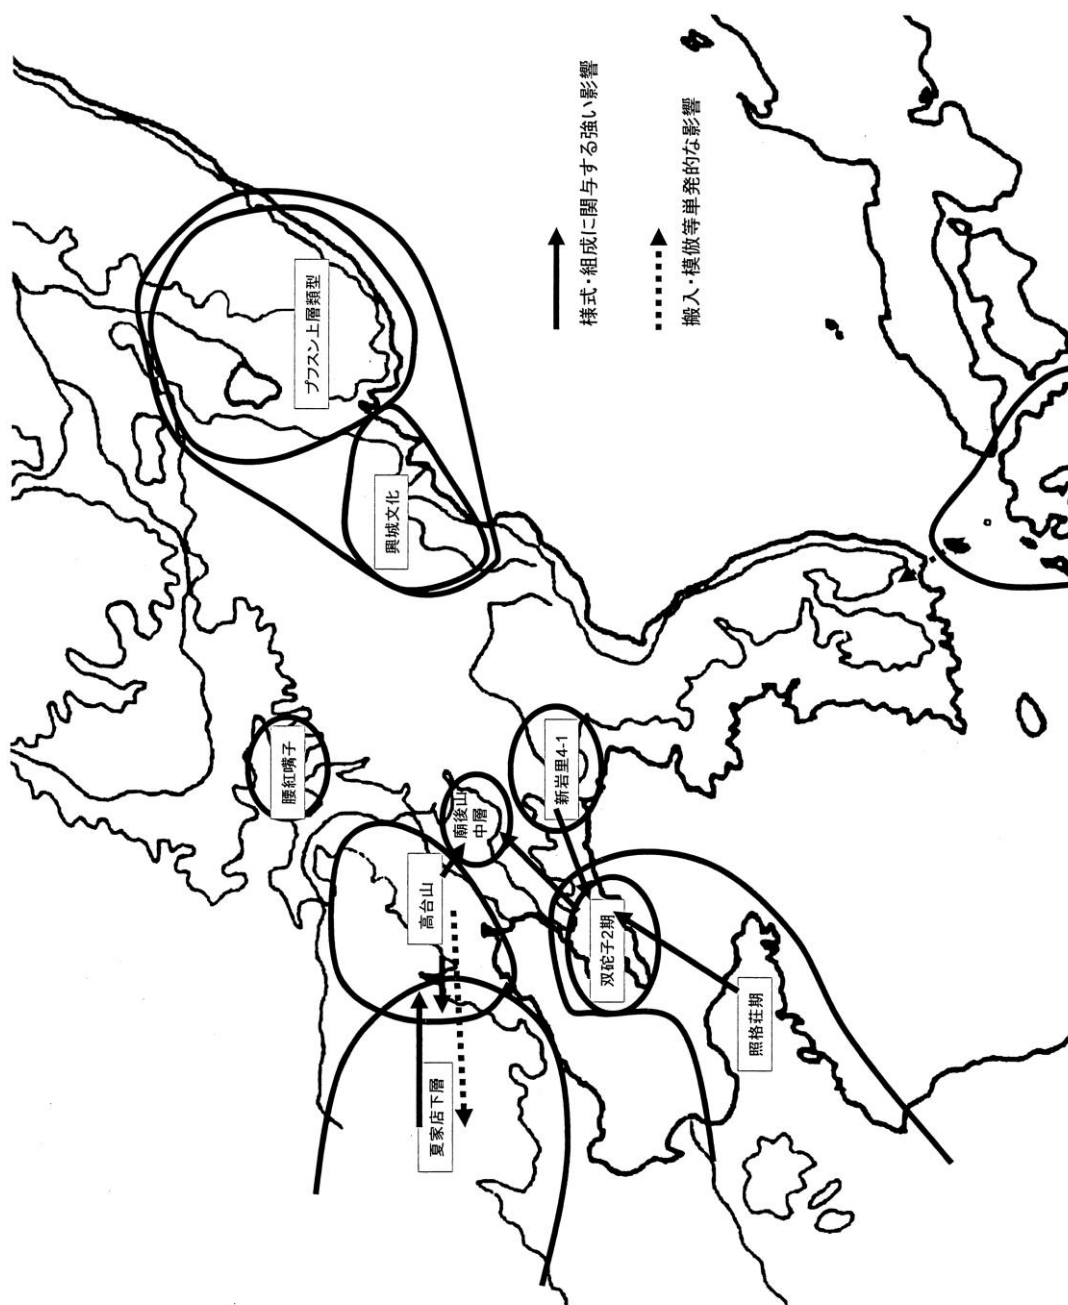 夏家店下層
高台山
腰紅嘴子
廟後山
中層
双砣子2期
新岩里4-1
照格荘期
興城文化
プフスン上層類型
様式・組成に関与する強い影響
搬入・模倣等単発的な影響